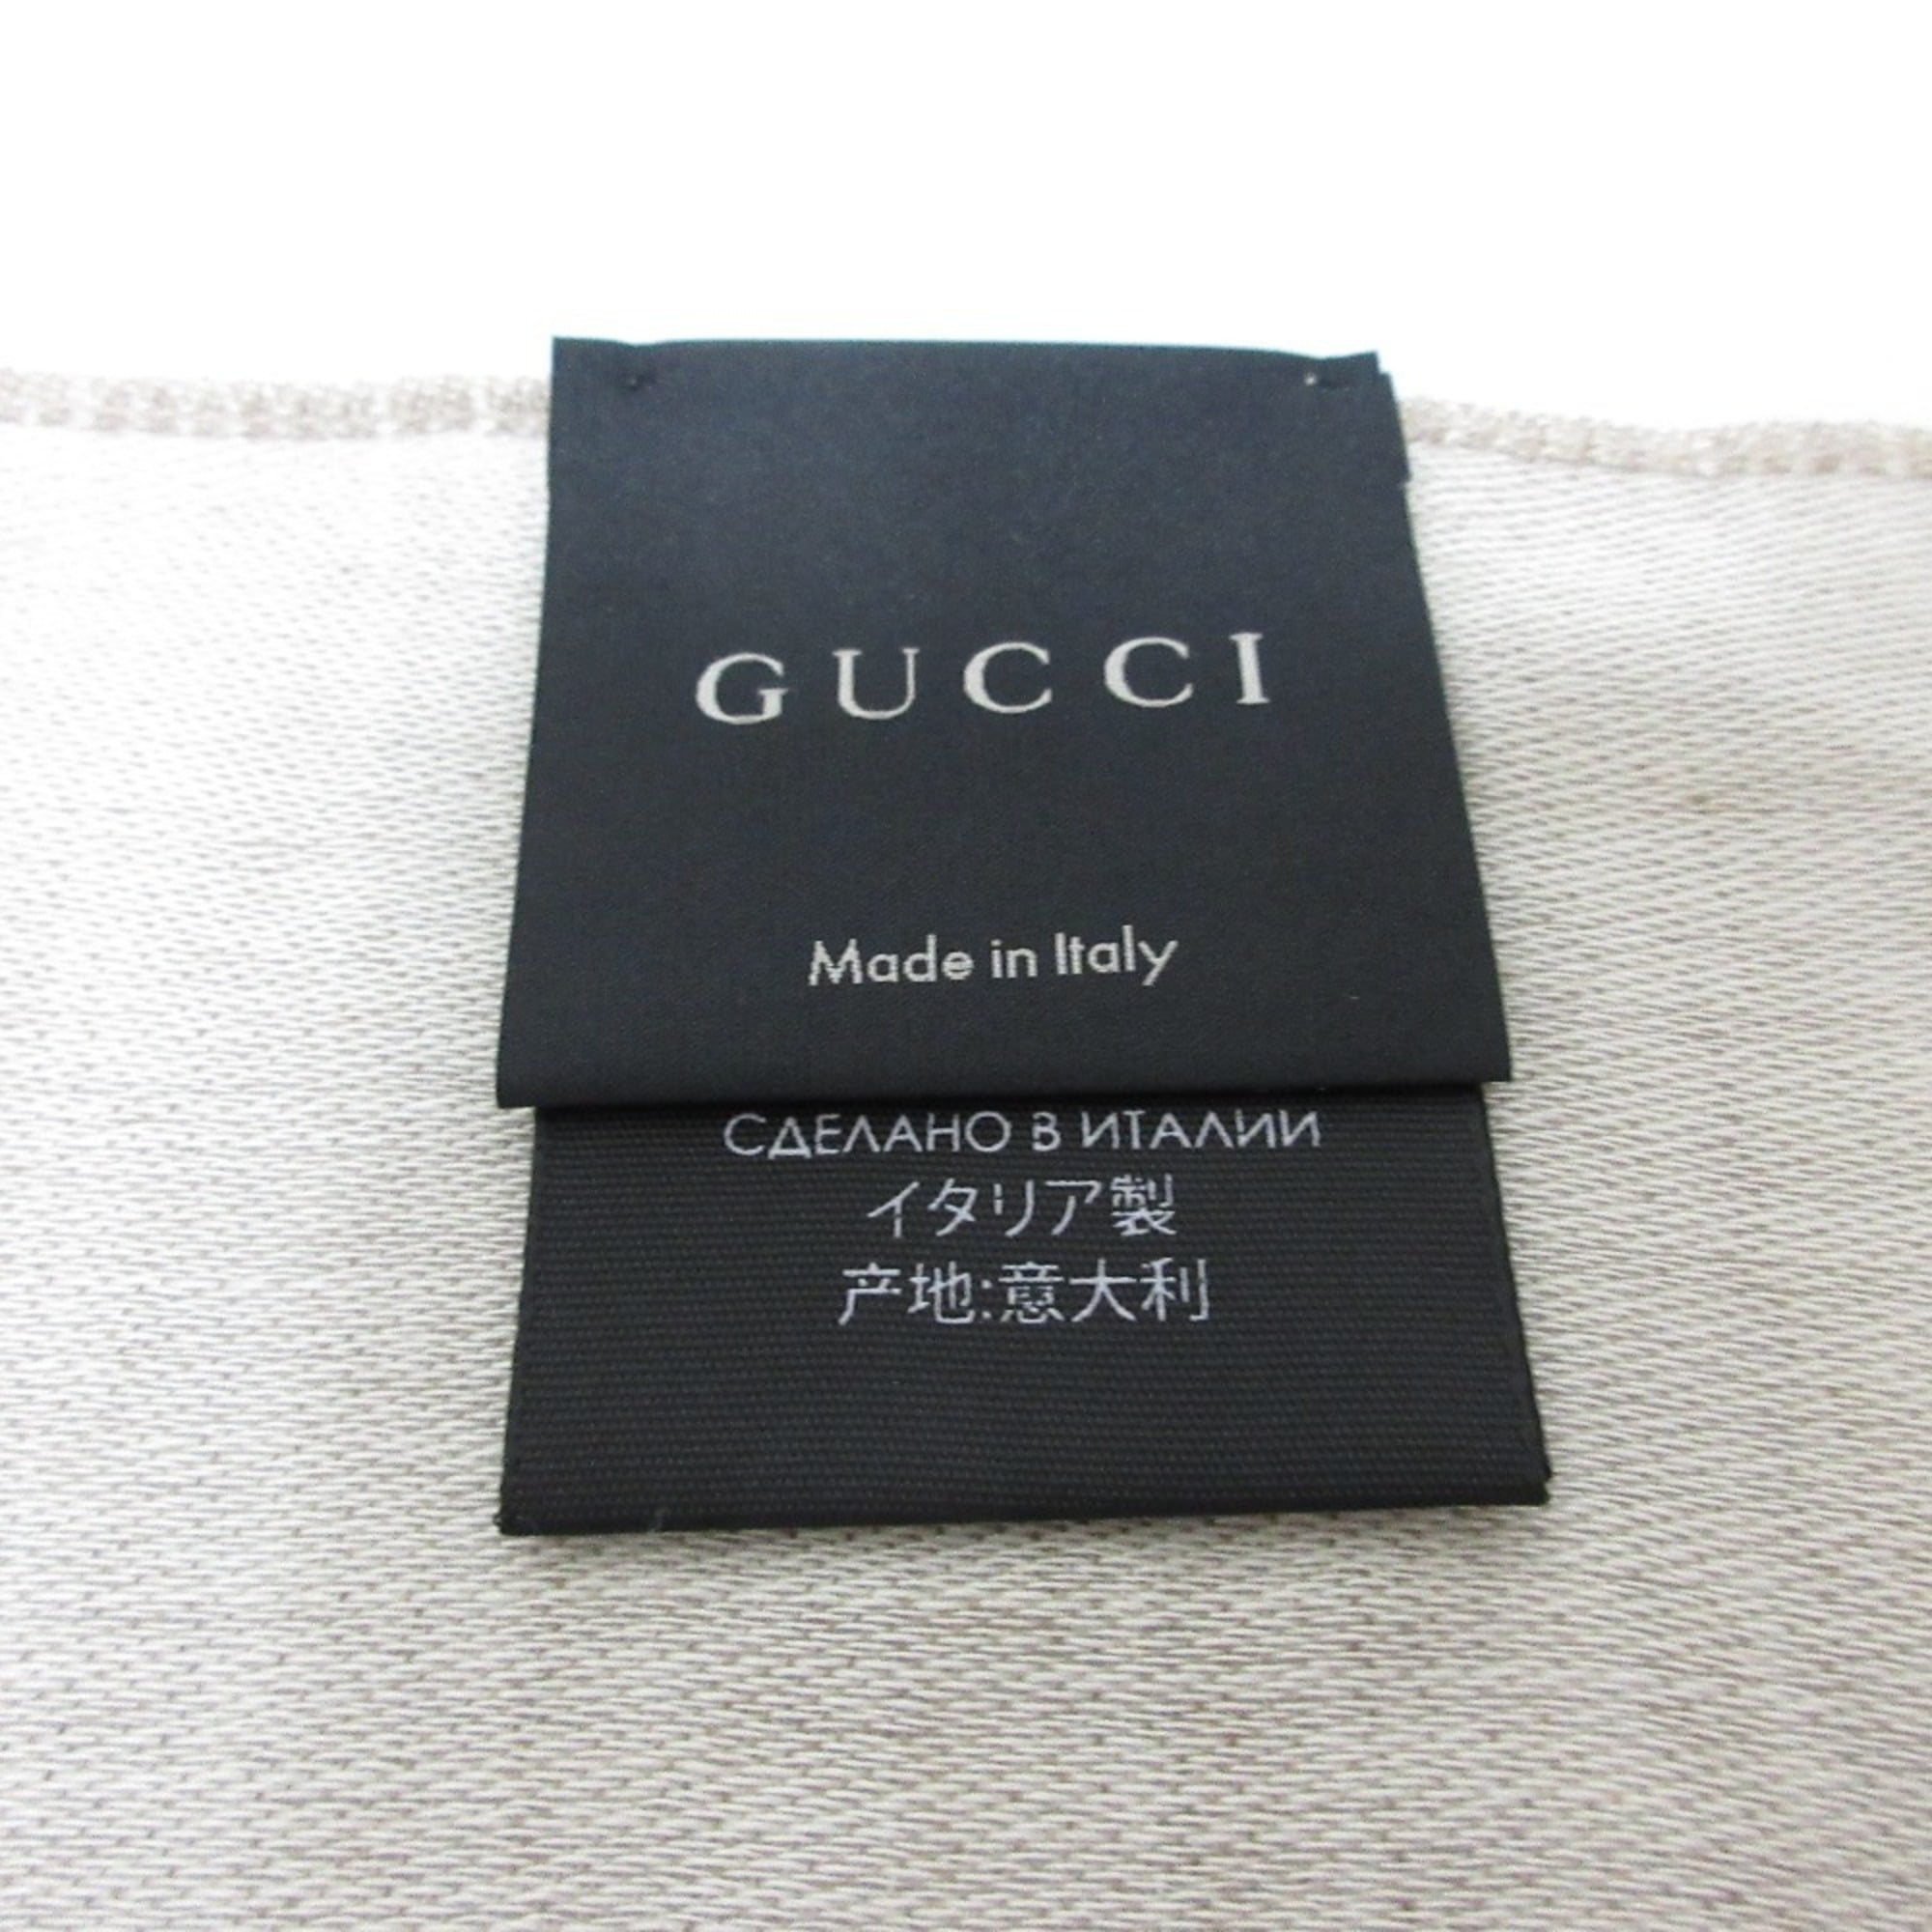 GUCCI
Made in Italy
СДЕЛАНО В ИТАЛИИ
イタリア製
产地:意大利